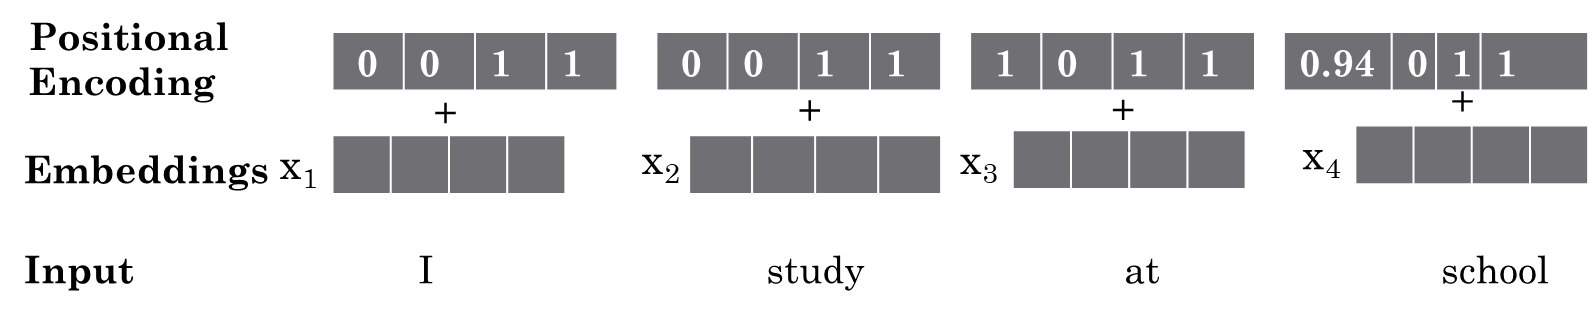 Positional
Encoding
0 0 1 1 0 0 1 1 1 0 1 1 0.94 0 1 1
+ + + +
Embeddings x₁ x₂ x₃ x₄
Input I study at school